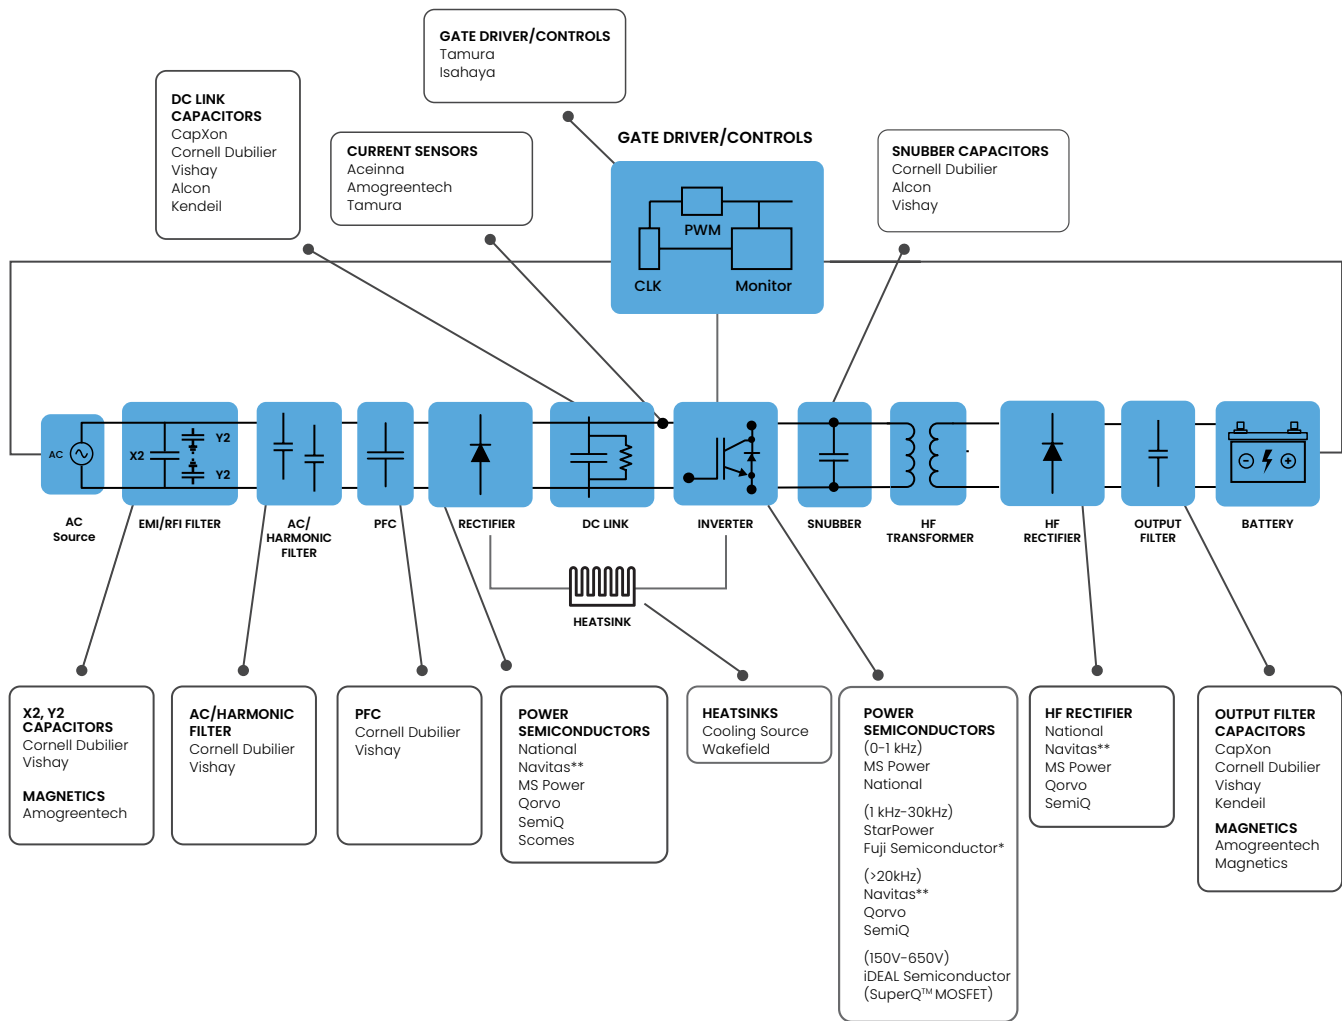 GATE DRIVER/CONTROLS
Tamura
Isahaya
DC LINK
CAPACITORS
CapXon
Cornell Dubilier
Vishay
Alcon
Kendeil
CURRENT SENSORS
Aceinna
Amogreentech
Tamura
GATE DRIVER/CONTROLS
PWM
CLK
Monitor
SNUBBER CAPACITORS
Cornell Dubilier
Alcon
Vishay
AC
X2
Y2
Y2
AC
Source
EMI/RFI FILTER
AC/
HARMONIC
FILTER
PFC
RECTIFIER
DC LINK
INVERTER
SNUBBER
HF
TRANSFORMER
HF
RECTIFIER
OUTPUT
FILTER
BATTERY
HEATSINK
X2, Y2
CAPACITORS
Cornell Dubilier
Vishay
MAGNETICS
Amogreentech
AC/HARMONIC
FILTER
Cornell Dubilier
Vishay
PFC
Cornell Dubilier
Vishay
POWER
SEMICONDUCTORS
National
Navitas**
MS Power
Qorvo
SemiQ
Scomes
HEATSINKS
Cooling Source
Wakefield
POWER
SEMICONDUCTORS
(0-1 kHz)
MS Power
National
(1 kHz-30kHz)
StarPower
Fuji Semiconductor*
(>20kHz)
Navitas**
Qorvo
SemiQ
(150V-650V)
iDEAL Semiconductor
(SuperQ™ MOSFET)
HF RECTIFIER
National
Navitas**
MS Power
Qorvo
SemiQ
OUTPUT FILTER
CAPACITORS
CapXon
Cornell Dubilier
Vishay
Kendeil
MAGNETICS
Amogreentech
Magnetics